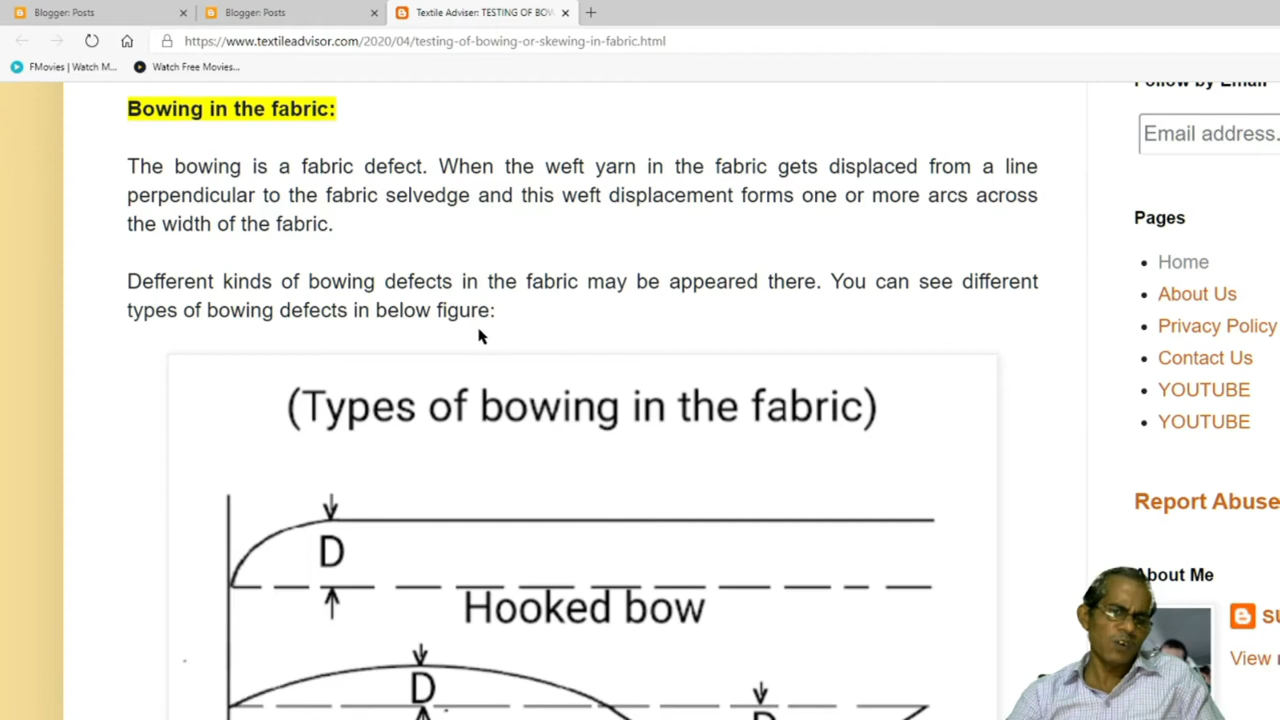 Blogger: Posts
Blogger: Posts
Textile Adviser: TESTING OF BOW
https://www.textileadvisor.com/2020/04/testing-of-bowing-or-skewing-in-fabric.html
FMovies | Watch M...
Watch Free Movies...
Bowing in the fabric:
The bowing is a fabric defect. When the weft yarn in the fabric gets displaced from a line
perpendicular to the fabric selvedge and this weft displacement forms one or more arcs across
the width of the fabric.
Defferent kinds of bowing defects in the fabric may be appeared there. You can see different
types of bowing defects in below figure:
(Types of bowing in the fabric)
D
Hooked bow
D
D
Follow by Email
Email address.
Pages
Home
About Us
Privacy Policy
Contact Us
YOUTUBE
YOUTUBE
Report Abuse
About Me
View